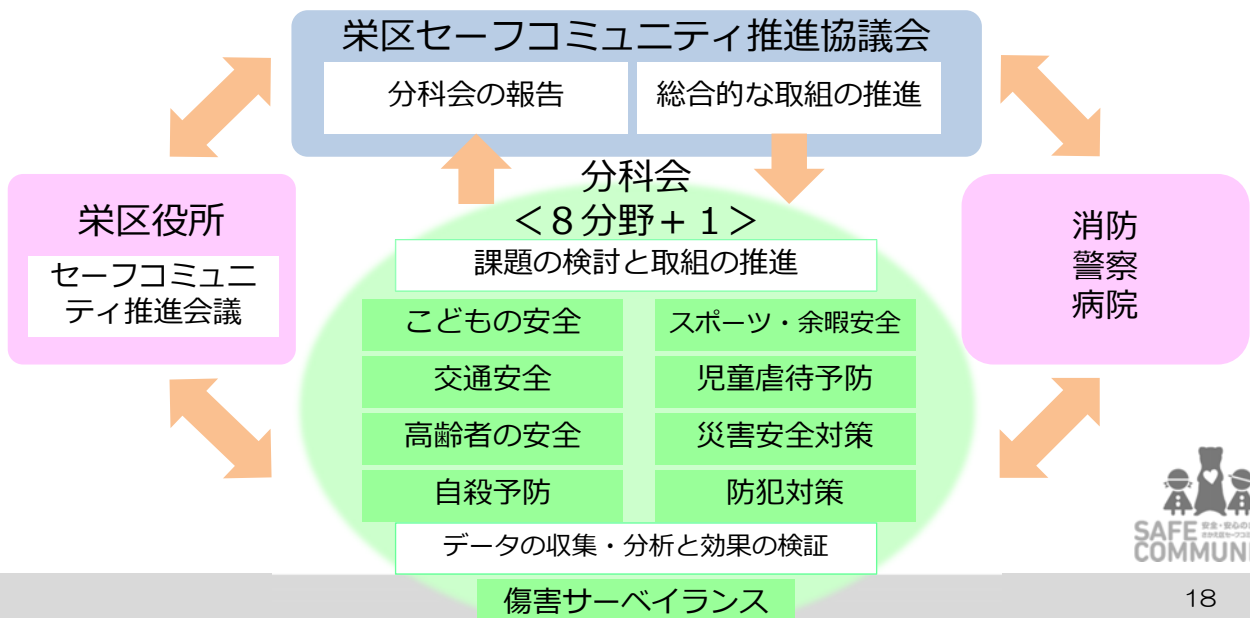 栄区セーフコミュニティ推進協議会
分科会の報告
総合的な取組の推進
分科会
＜８分野＋１＞
課題の検討と取組の推進
栄区役所
セーフコミュニ
ティ推進会議
消防
警察
病院
こどもの安全
スポーツ・余暇安全
交通安全
児童虐待予防
高齢者の安全
災害安全対策
自殺予防
防犯対策
データの収集・分析と効果の検証
傷害サーベイランス
SAFE
COMMUNI
18